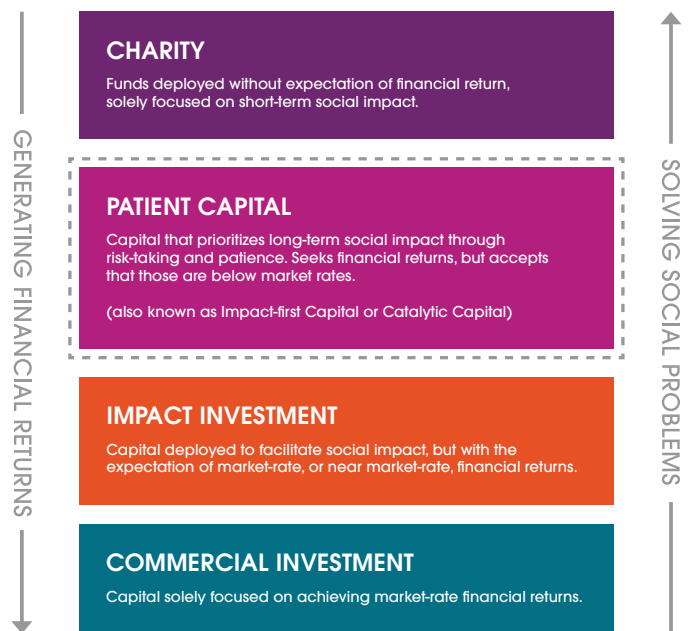 CHARITY
Funds deployed without expectation of financial return,
solely focused on short-term social impact.
GENERATING FINANCIAL RETURNS
PATIENT CAPITAL
Capital that prioritizes long-term social impact through
risk-taking and patience. Seeks financial returns, but accepts
that those are below market rates.
(also known as Impact-first Capital or Catalytic Capital)
SOLVING SOCIAL PROBLEMS
IMPACT INVESTMENT
Capital deployed to facilitate social impact, but with the
expectation of market-rate, or near market-rate, financial returns.
COMMERCIAL INVESTMENT
Capital solely focused on achieving market-rate financial returns.